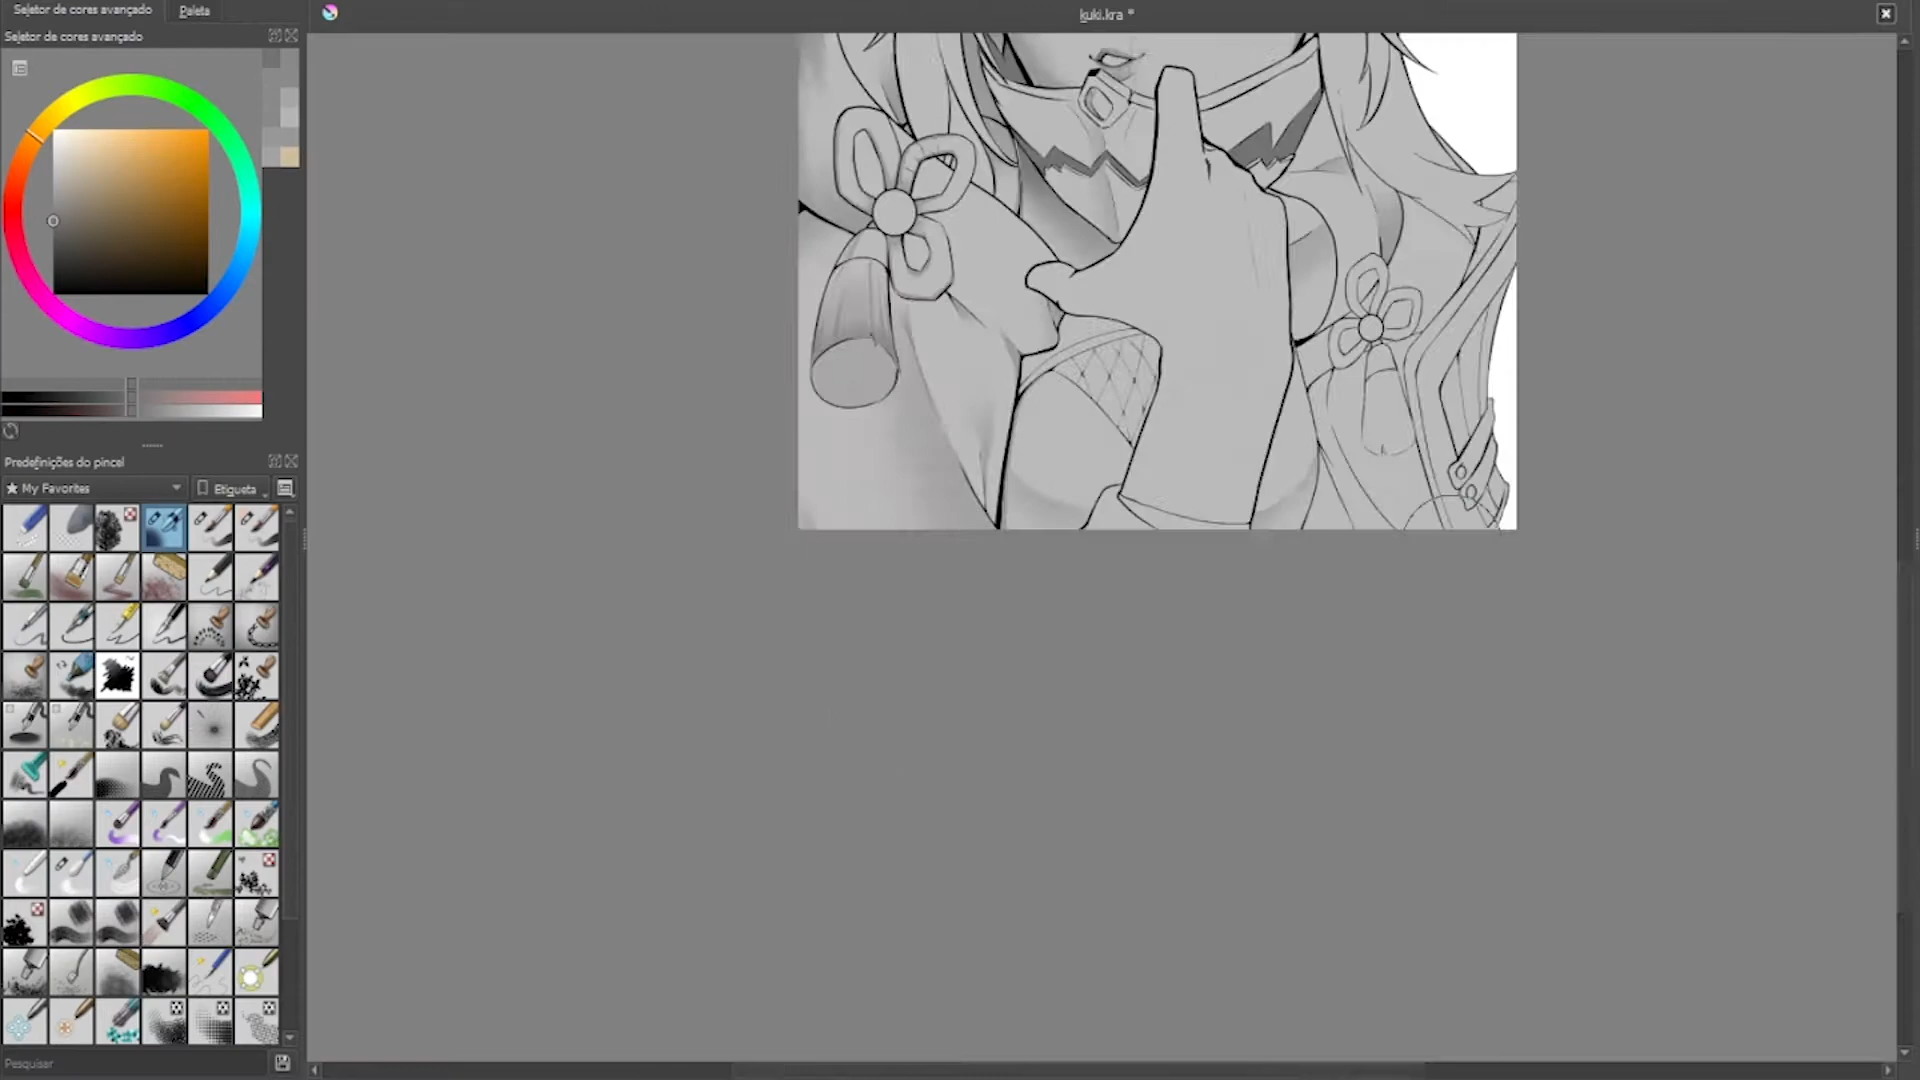 Seletor de cores avançado
Paleta
kuki.kra *
Seletor de cores avançado
Predefinições do pincel
★ My Favorites
Etiqueta
Pesquisar